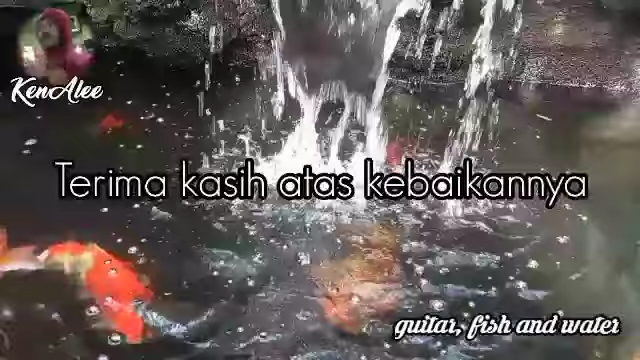 KenAlee
Terima kasih atas kebaikannya
guitar, fish and water